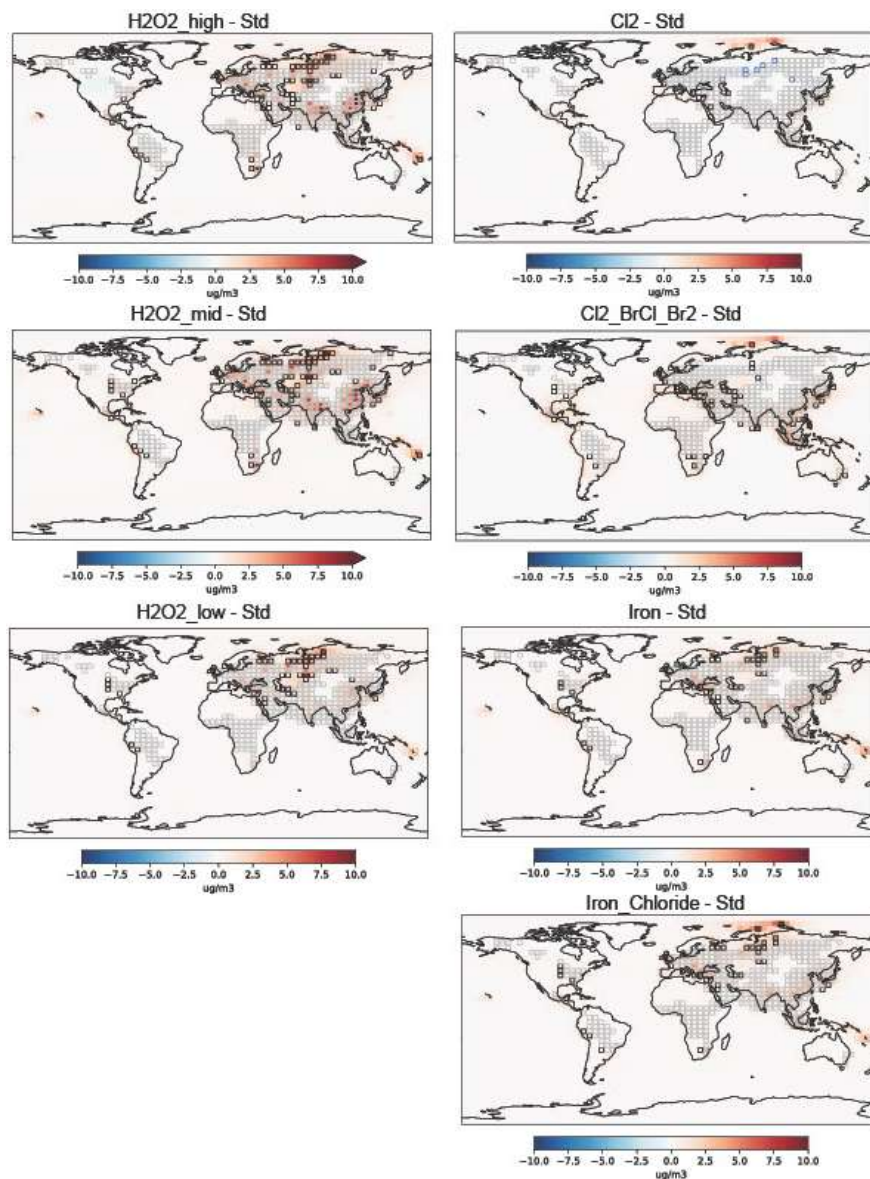 H2O2_high - Std
−10.0 −7.5 −5.0 −2.5 0.0 2.5 5.0 7.5 10.0
ug/m3
Cl2 - Std
−10.0 −7.5 −5.0 −2.5 0.0 2.5 5.0 7.5 10.0
ug/m3
H2O2_mid - Std
−10.0 −7.5 −5.0 −2.5 0.0 2.5 5.0 7.5 10.0
ug/m3
Cl2_BrCl_Br2 - Std
−10.0 −7.5 −5.0 −2.5 0.0 2.5 5.0 7.5 10.0
ug/m3
H2O2_low - Std
−10.0 −7.5 −5.0 −2.5 0.0 2.5 5.0 7.5 10.0
ug/m3
Iron - Std
−10.0 −7.5 −5.0 −2.5 0.0 2.5 5.0 7.5 10.0
ug/m3
Iron_Chloride - Std
−10.0 −7.5 −5.0 −2.5 0.0 2.5 5.0 7.5 10.0
ug/m3